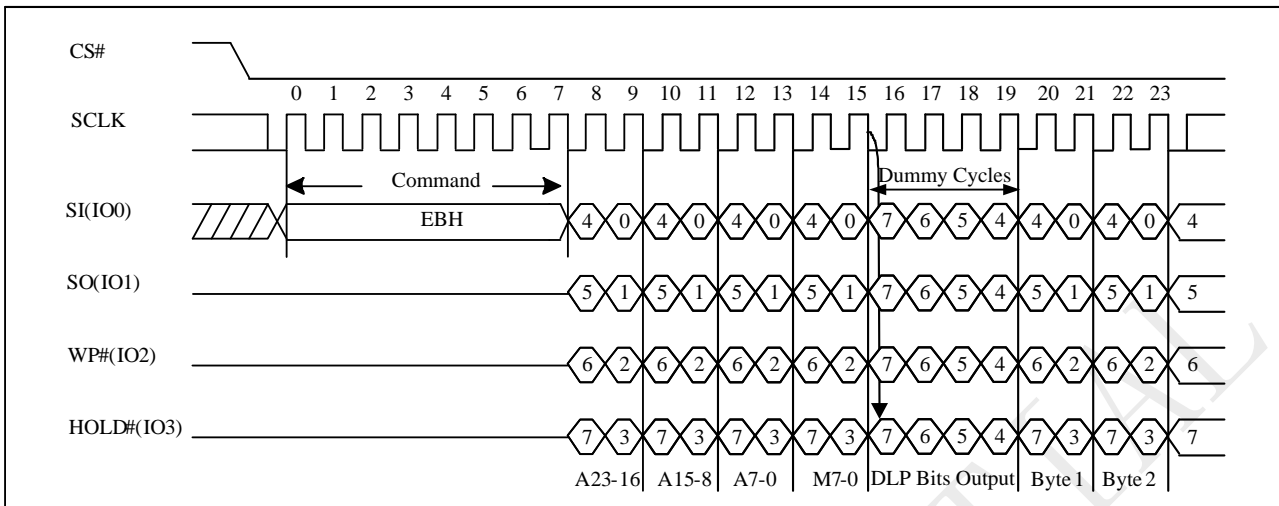 CS#
0 1 2 3 4 5 6 7 8 9 10 11 12 13 14 15 16 17 18 19 20 21 22 23
SCLK
Command
Dummy Cycles
SI(IO0)
EBH
4 0 4 0 4 0 4 0 7 6 5 4 4 0 4 0 4
SO(IO1)
5 1 5 1 5 1 5 1 7 6 5 4 5 1 5 1 5
WP#(IO2)
6 2 6 2 6 2 6 2 7 6 5 4 6 2 6 2 6
HOLD#(IO3)
7 3 7 3 7 3 7 3 7 6 5 4 7 3 7 3 7
A23-16 A15-8 A7-0 M7-0 DLP Bits Output Byte 1 Byte 2